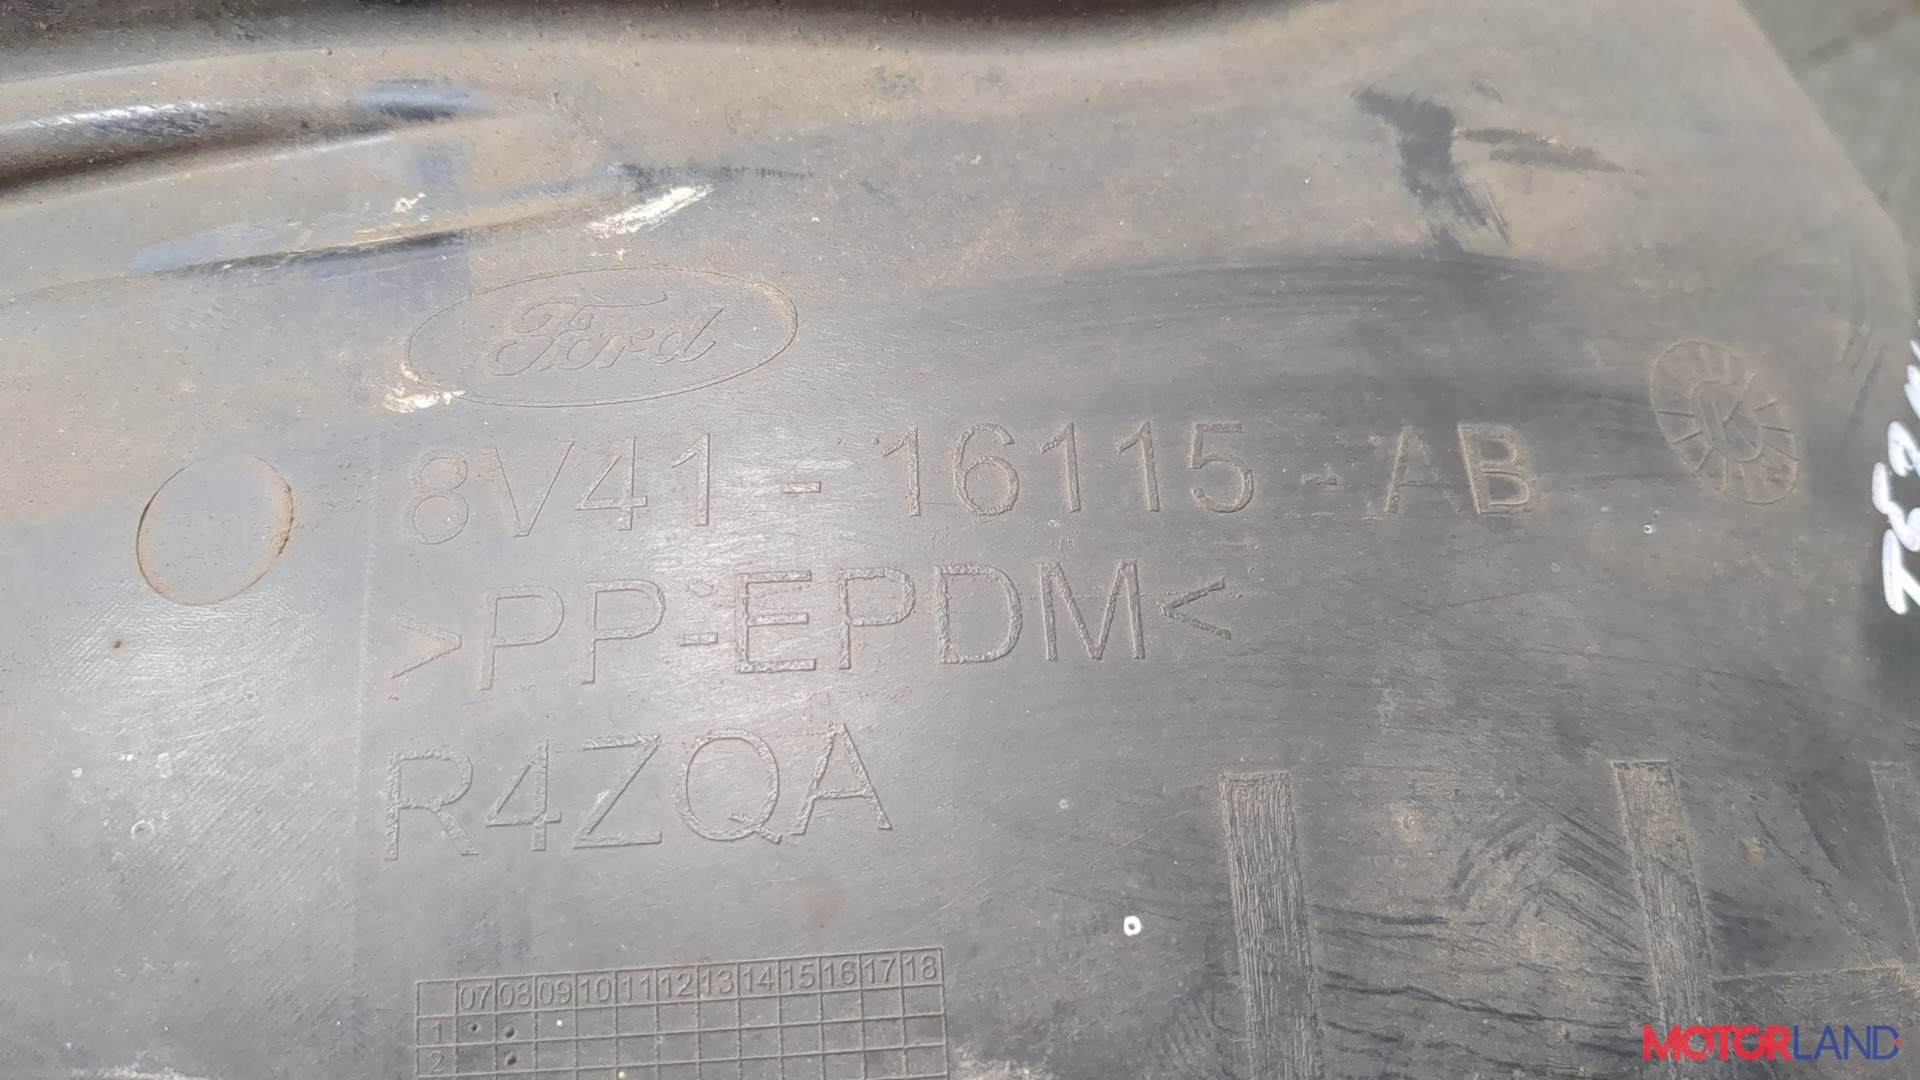 Ford
8V41-16115-AB
K
>PP-EPDM<
R4ZQA
07 08 09 10 11 12 13 14 15 16 17 18
1
2
MOTORLAND